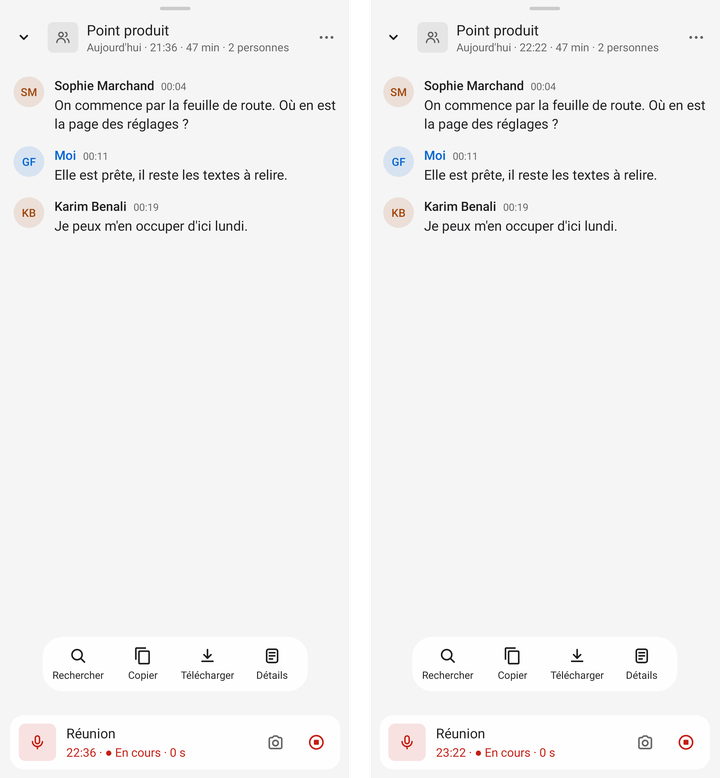 Point produit
Aujourd'hui · 21:36 · 47 min · 2 personnes
SM
Sophie Marchand 00:04
On commence par la feuille de route. Où en est
la page des réglages ?
GF
Moi 00:11
Elle est prête, il reste les textes à relire.
KB
Karim Benali 00:19
Je peux m'en occuper d'ici lundi.
Rechercher
Copier
Télécharger
Détails
Réunion
22:36 · ● En cours · 0 s
Point produit
Aujourd'hui · 22:22 · 47 min · 2 personnes
SM
Sophie Marchand 00:04
On commence par la feuille de route. Où en est
la page des réglages ?
GF
Moi 00:11
Elle est prête, il reste les textes à relire.
KB
Karim Benali 00:19
Je peux m'en occuper d'ici lundi.
Rechercher
Copier
Télécharger
Détails
Réunion
23:22 · ● En cours · 0 s